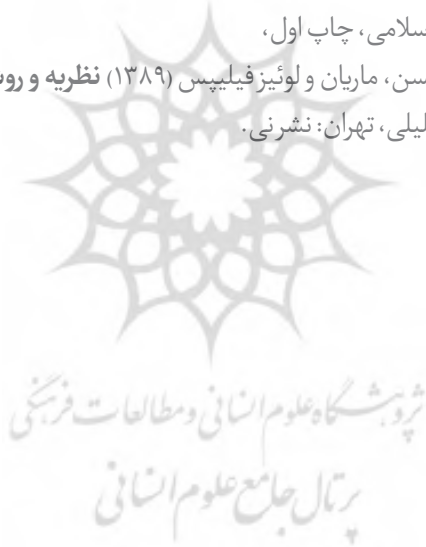 سلامی، چاپ اول،
سن، ماریان و لوئیز فیلیپس (۱۳۸۹) نظریه و رو
لیلی، تهران: نشر نی.
پژوهشگاه علوم انسانی و مطالعات فرهنگی
پرتال جامع علوم انسانی